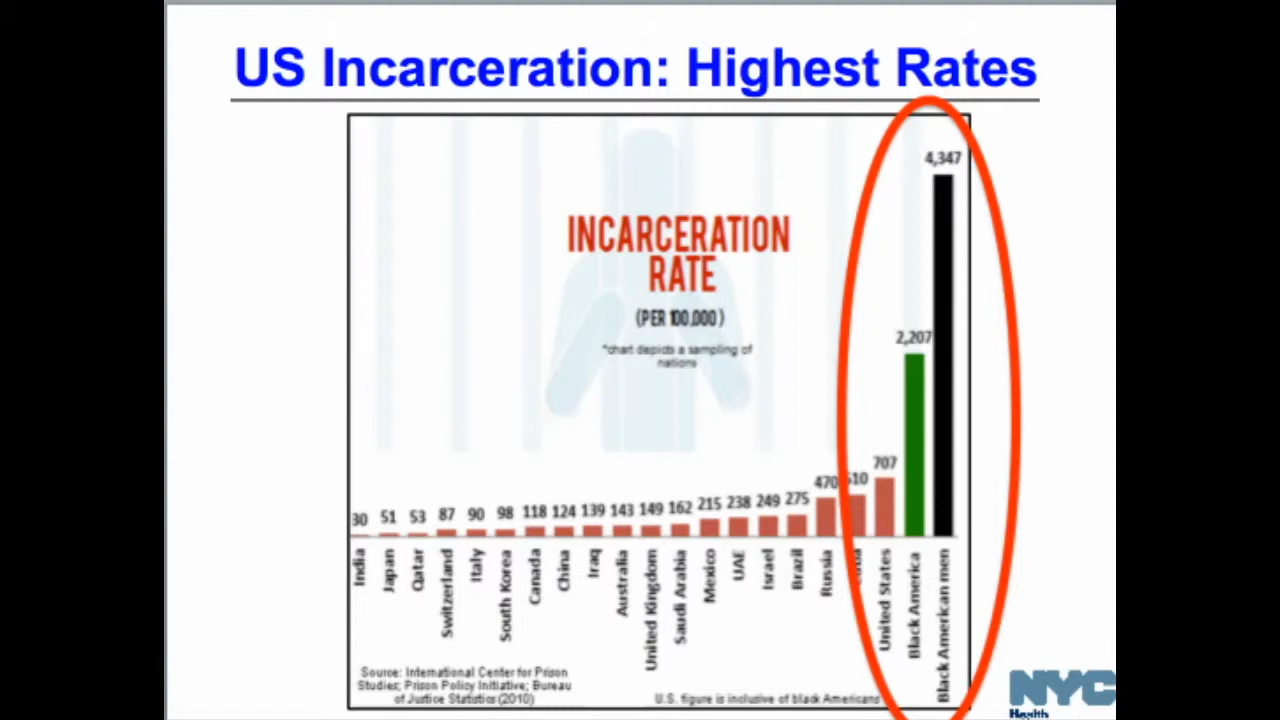 US Incarceration: Highest Rates
INCARCERATION
RATE
(PER 100,000)
*chart depicts a sampling of
nations
30 51 53 87 90 98 118 124 139 143 149 162 215 238 249 275 470 510 707 2,207 4,347
India
Japan
Qatar
Switzerland
Italy
South Korea
Canada
China
Iraq
Australia
United Kingdom
Saudi Arabia
Mexico
UAE
Israel
Brazil
Russia
Cuba
United States
Black America
Black American men
Source: International Center for Prison
Studies; Prison Policy Initiative; Bureau
of Justice Statistics (2010)
U.S. figure is inclusive of black Americans
NYC
Health